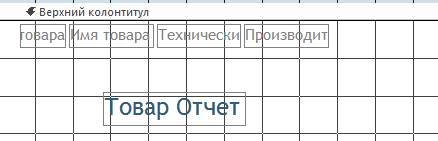 Верхний колонтитул
товара Имя товара Технически Производит
Товар Отчет